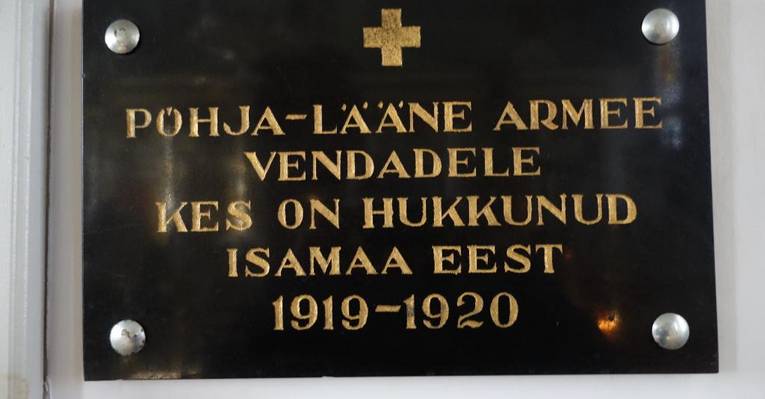 PÕHJA-LÄÄNE ARMEE
VENDADELE
KES ON HUKKUNUD
ISAMAA EEST
1919-1920